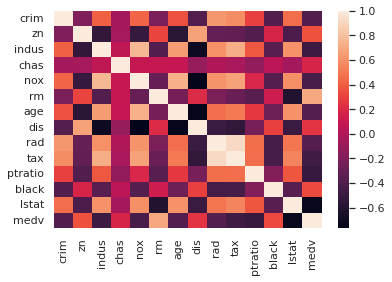 crim
zn
indus
chas
nox
rm
age
dis
rad
tax
ptratio
black
lstat
medv
crim
zn
indus
chas
nox
rm
age
dis
rad
tax
ptratio
black
lstat
medv
1.0
0.8
0.6
0.4
0.2
0.0
−0.2
−0.4
−0.6